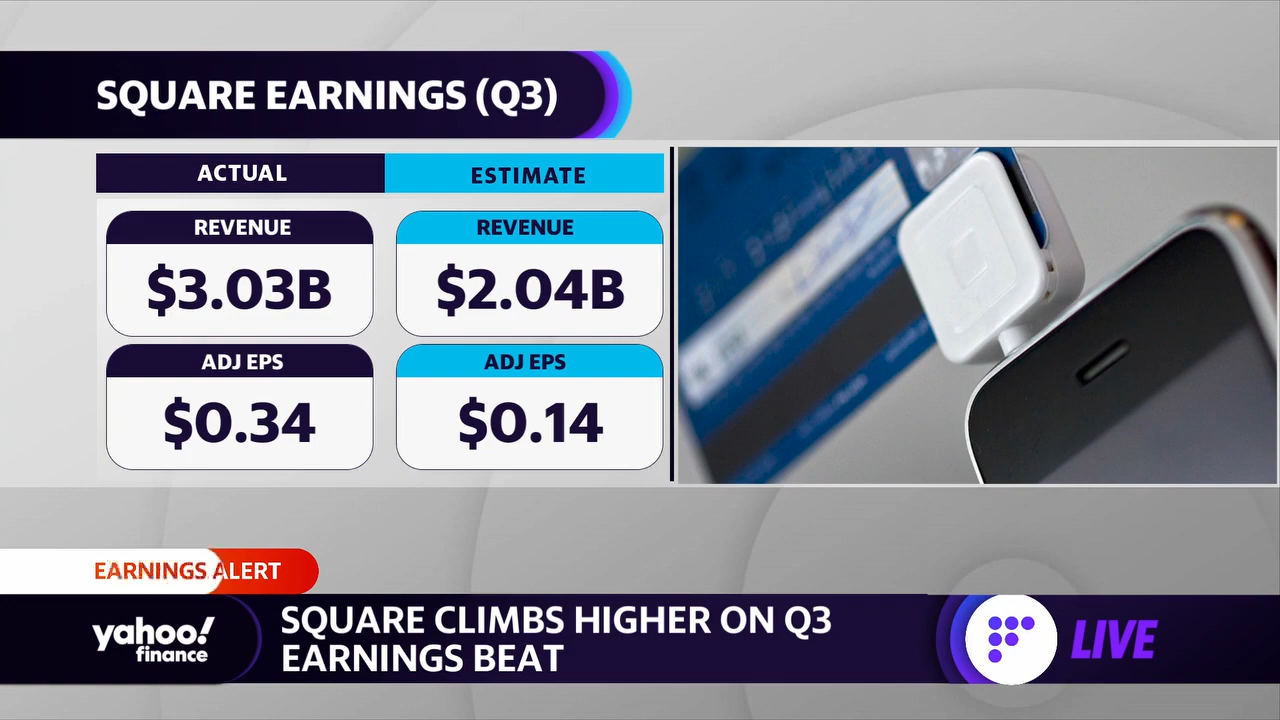 SQUARE EARNINGS (Q3)
ACTUAL
ESTIMATE
REVENUE
$3.03B
REVENUE
$2.04B
ADJ EPS
$0.34
ADJ EPS
$0.14
EARNINGS ALERT
yahoo!
finance
SQUARE CLIMBS HIGHER ON Q3
EARNINGS BEAT
LIVE